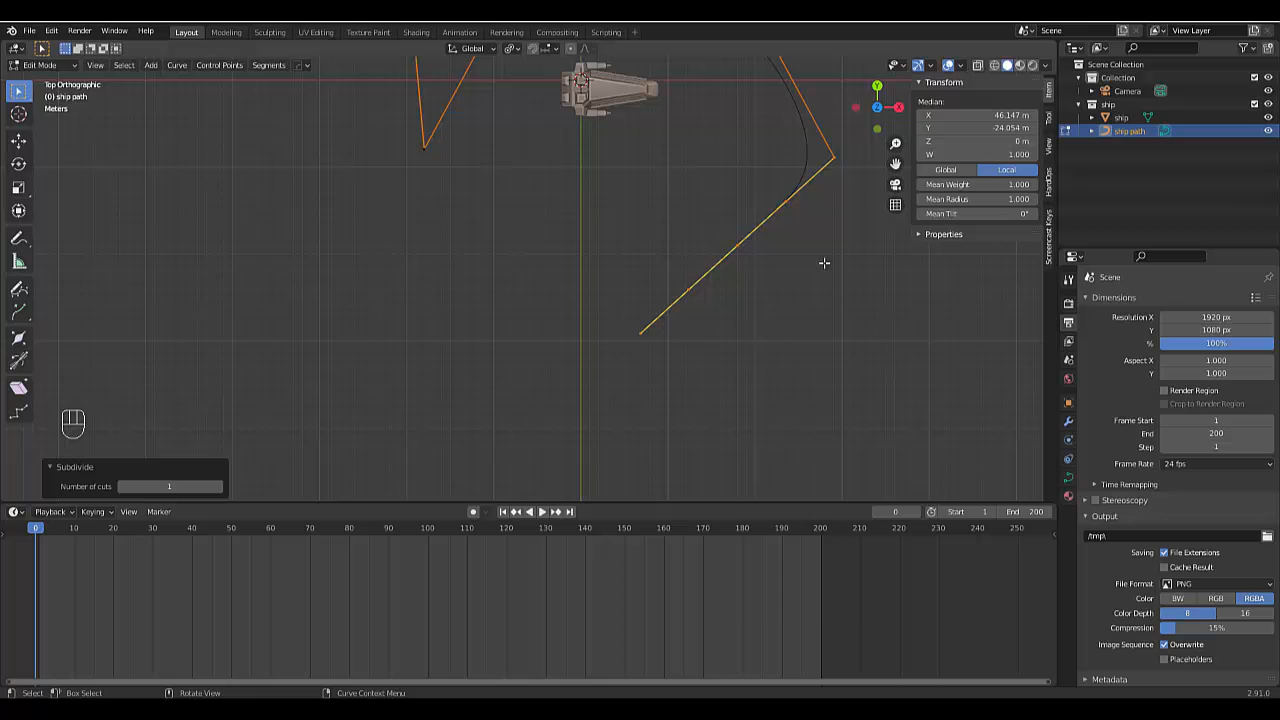 File Edit Render Window Help Layout Modeling Sculpting UV Editing Texture Paint Shading Animation Rendering Compositing Scripting + Scene View Layer
Global
Edit Mode View Select Add Curve Control Points Segments
Top Orthographic
(0) ship path
Meters
Transform
Median:
X 46.147 m
Y -24.054 m
Z 0 m
W 1.000
Global Local
Mean Weight 1.000
Mean Radius 1.000
Mean Tilt 0°
Properties
Item
Tool
View
HardOps
Screencast Keys
Y
X
Z
Scene Collection
Collection
Camera
ship
ship
ship path
Scene
Dimensions
Resolution X 1920 px
Y 1080 px
% 100%
Aspect X 1.000
Y 1.000
Render Region
Crop to Render Region
Frame Start 1
End 200
Step 1
Frame Rate 24 fps
Time Remapping
Stereoscopy
Output
/tmp\
Saving File Extensions
Cache Result
File Format PNG
Color BW RGB RGBA
Color Depth 8 16
Compression 15%
Image Sequence Overwrite
Placeholders
Metadata
Subdivide
Number of cuts 1
Playback Keying View Marker 0 Start 1 End 200
0 10 20 30 40 50 60 70 80 90 100 110 120 130 140 150 160 170 180 190 200 210 220 230 240 250
Select Box Select Rotate View Curve Context Menu 2.91.0